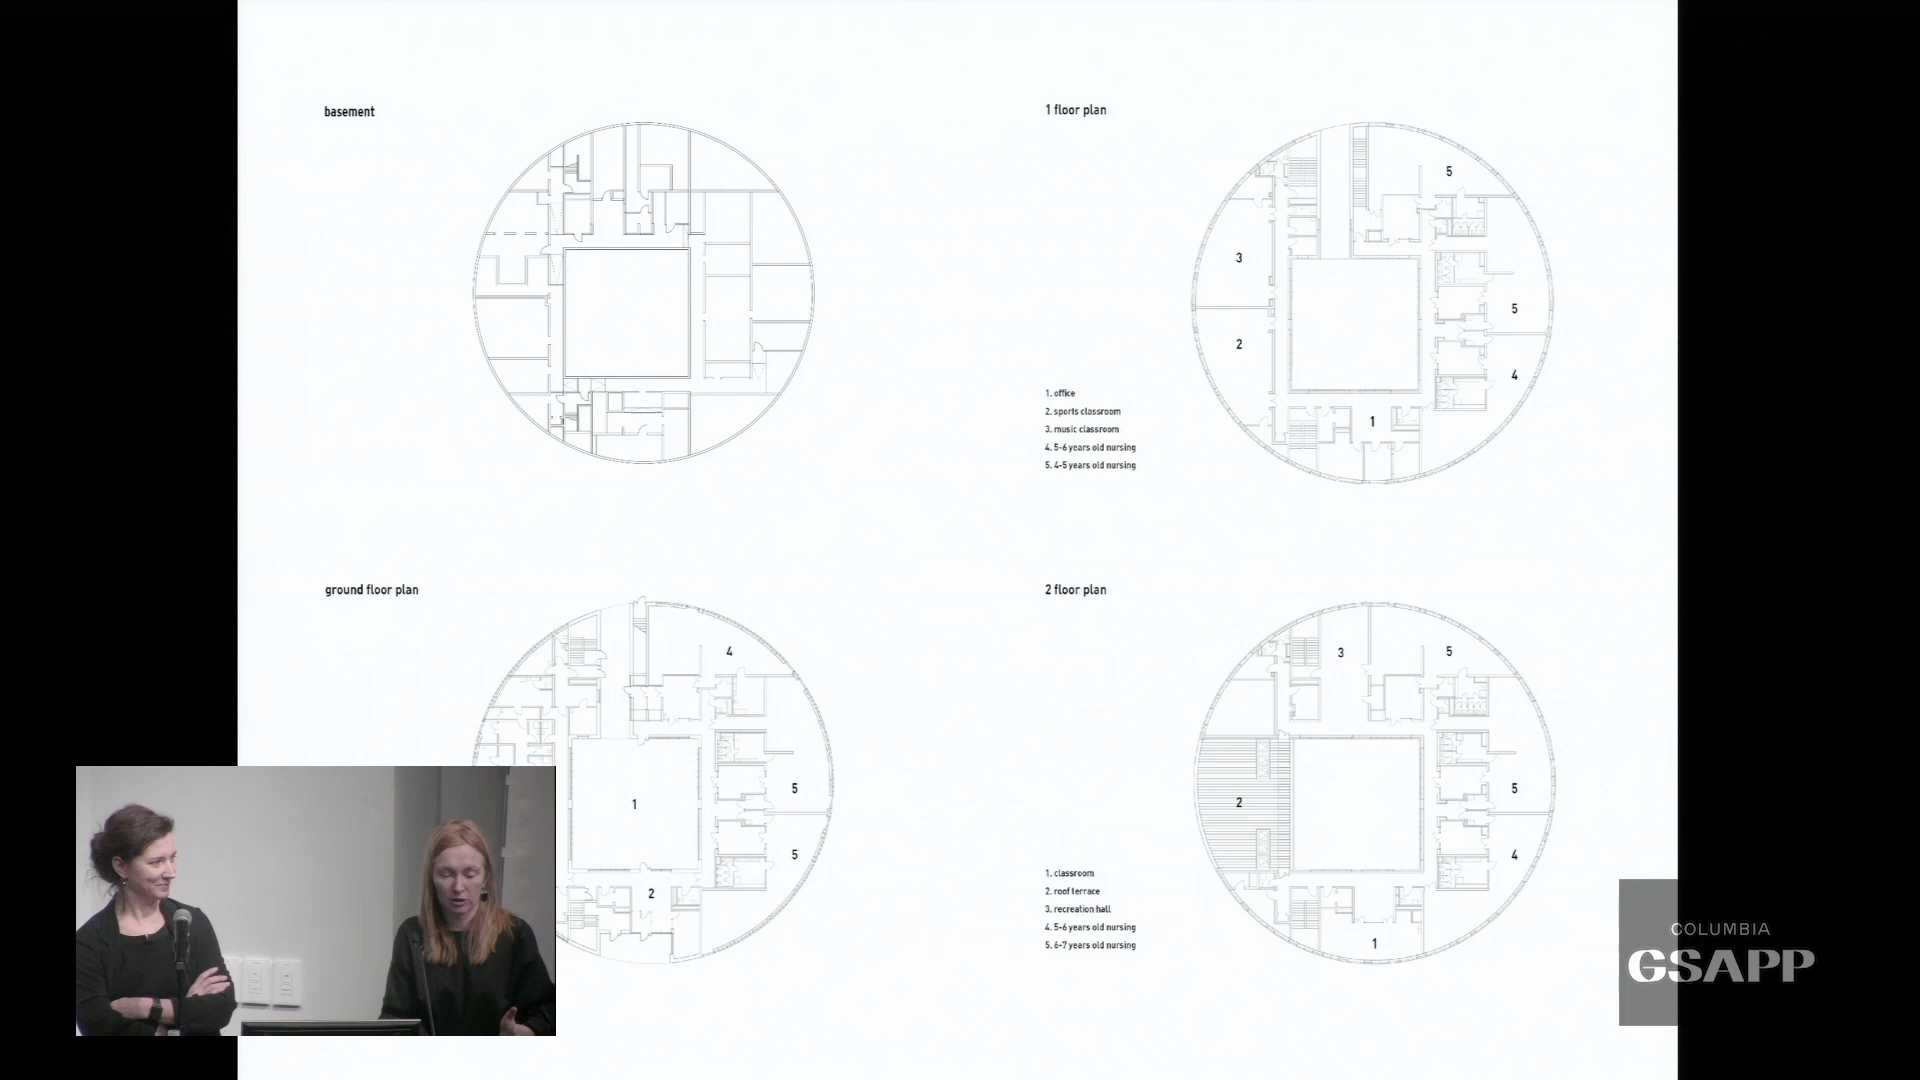 basement
1 floor plan
5
3
5
2
4
1
1. office
2. sports classroom
3. music classroom
4. 5-6 years old nursing
5. 4-5 years old nursing
ground floor plan
4
1
5
5
2
2 floor plan
3
5
5
2
4
1
1. classroom
2. roof terrace
3. recreation hall
4. 5-6 years old nursing
5. 6-7 years old nursing
COLUMBIA
GSAPP